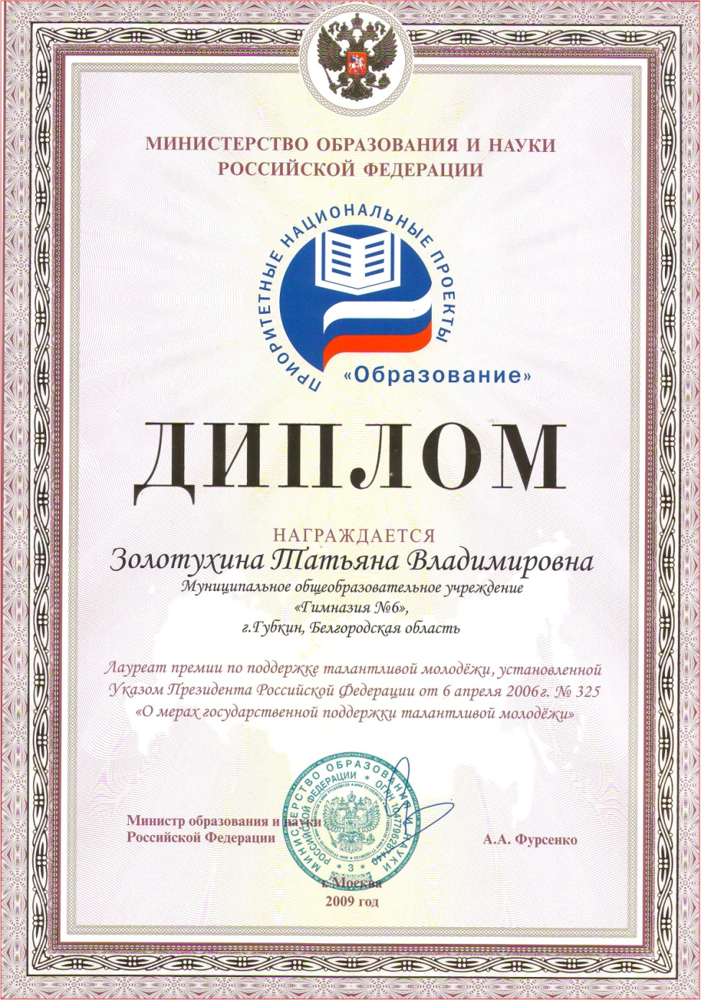 МИНИСТЕРСТВО ОБРАЗОВАНИЯ И НАУКИ
РОССИЙСКОЙ ФЕДЕРАЦИИ
ПРИОРИТЕТНЫЕ НАЦИОНАЛЬНЫЕ ПРОЕКТЫ
«Образование»
ДИПЛОМ
НАГРАЖДАЕТСЯ
Золотухина Татьяна Владимировна
Муниципальное общеобразовательное учреждение
«Гимназия №6»,
г.Губкин, Белгородская область
Лауреат премии по поддержке талантливой молодёжи, установленной
Указом Президента Российской Федерации от 6 апреля 2006г. № 325
«О мерах государственной поддержки талантливой молодёжи»
МИНИСТЕРСТВО ОБРАЗОВАНИЯ И НАУКИ
РОССИЙСКОЙ ФЕДЕРАЦИИ * ОГРН 1047796287440
* 3 *
Министр образования и науки
Российской Федерации
А.А. Фурсенко
г. Москва
2009 год